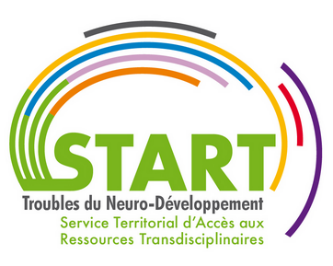 START
Troubles du Neuro-Développement
Service Territorial d'Accès aux
Ressources Transdisciplinaires